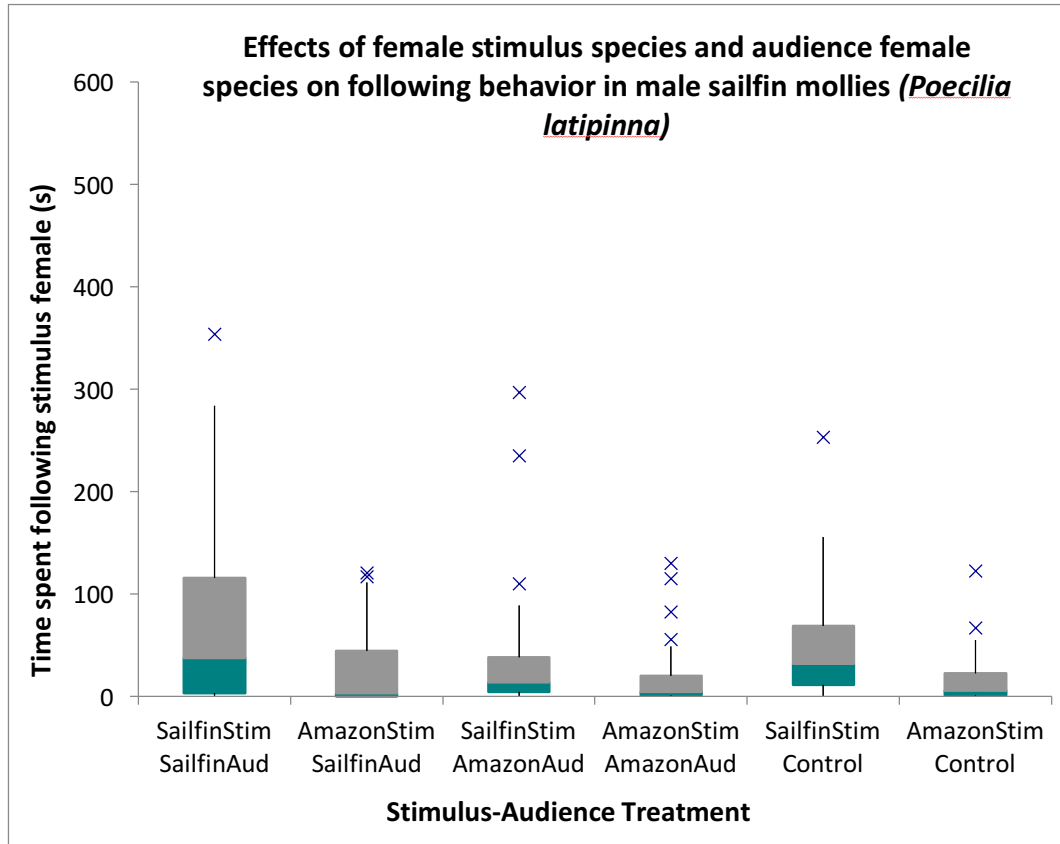 Effects of female stimulus species and audience female
species on following behavior in male sailfin mollies (Poecilia
latipinna)
Time spent following stimulus female (s)
600
500
400
300
200
100
0
SailfinStim
SailfinAud
AmazonStim
SailfinAud
SailfinStim
AmazonAud
AmazonStim
AmazonAud
SailfinStim
Control
AmazonStim
Control
Stimulus-Audience Treatment